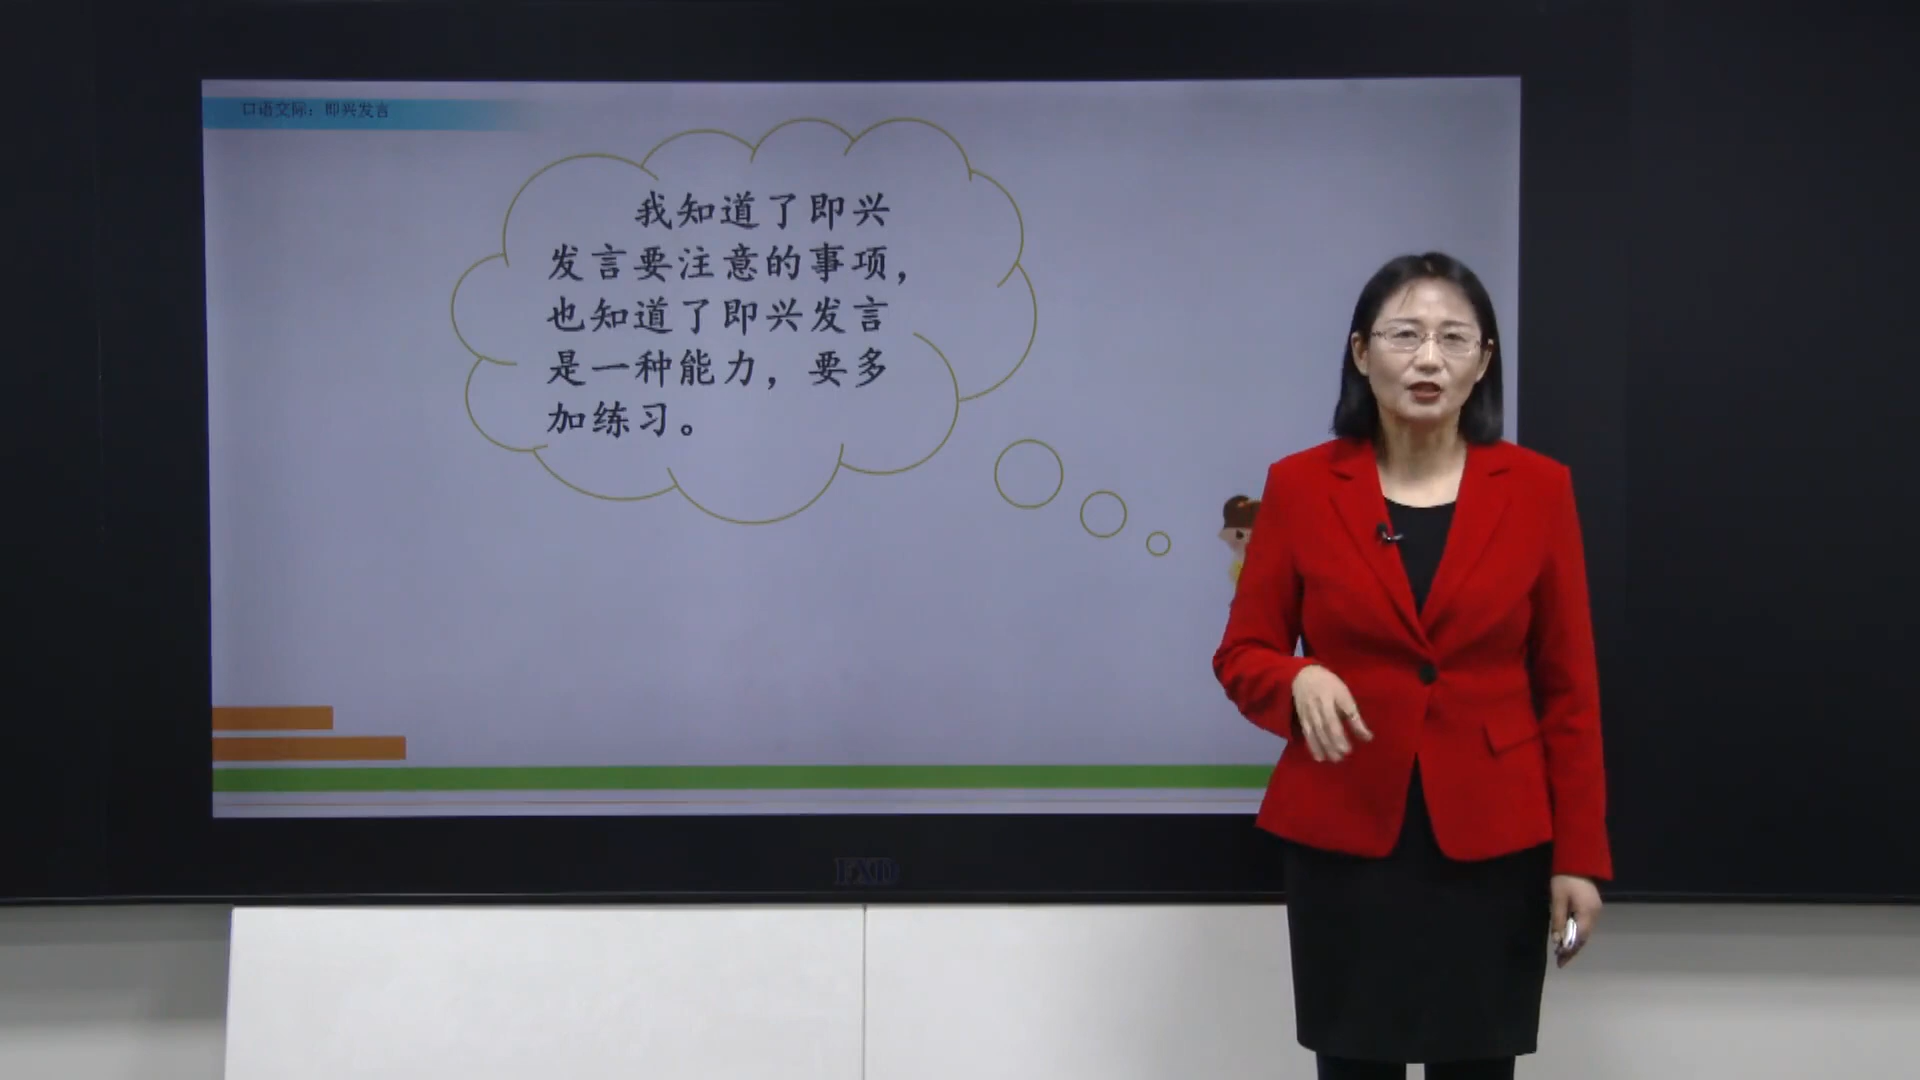 口语交际：即兴发言
我知道了即兴
发言要注意的事项，
也知道了即兴发言
是一种能力，要多
加练习。